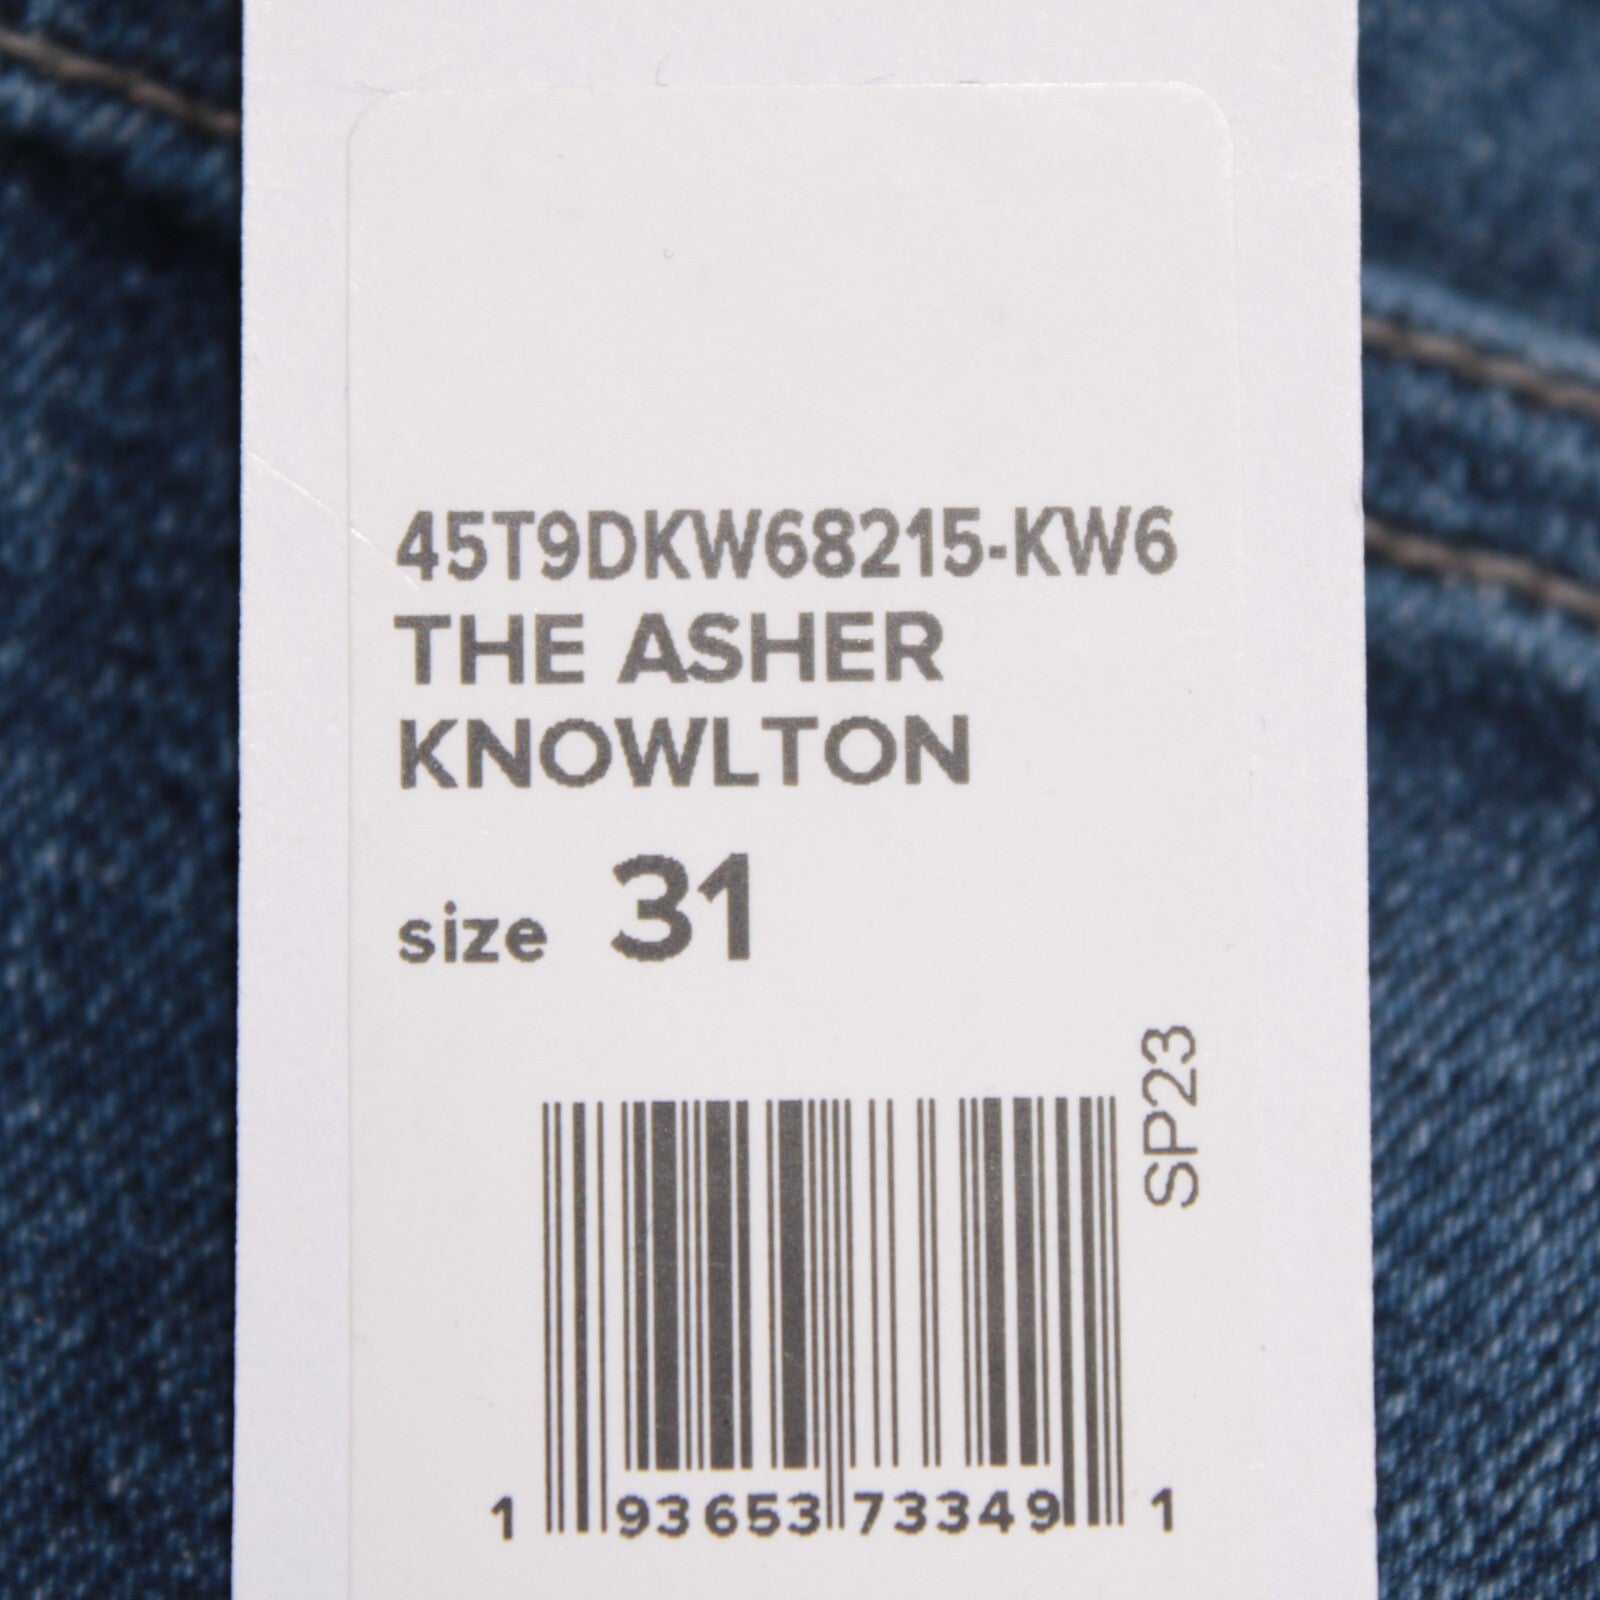 45T9DKW68215-KW6
THE ASHER
KNOWLTON
size 31
SP23
1 93653 73349 1